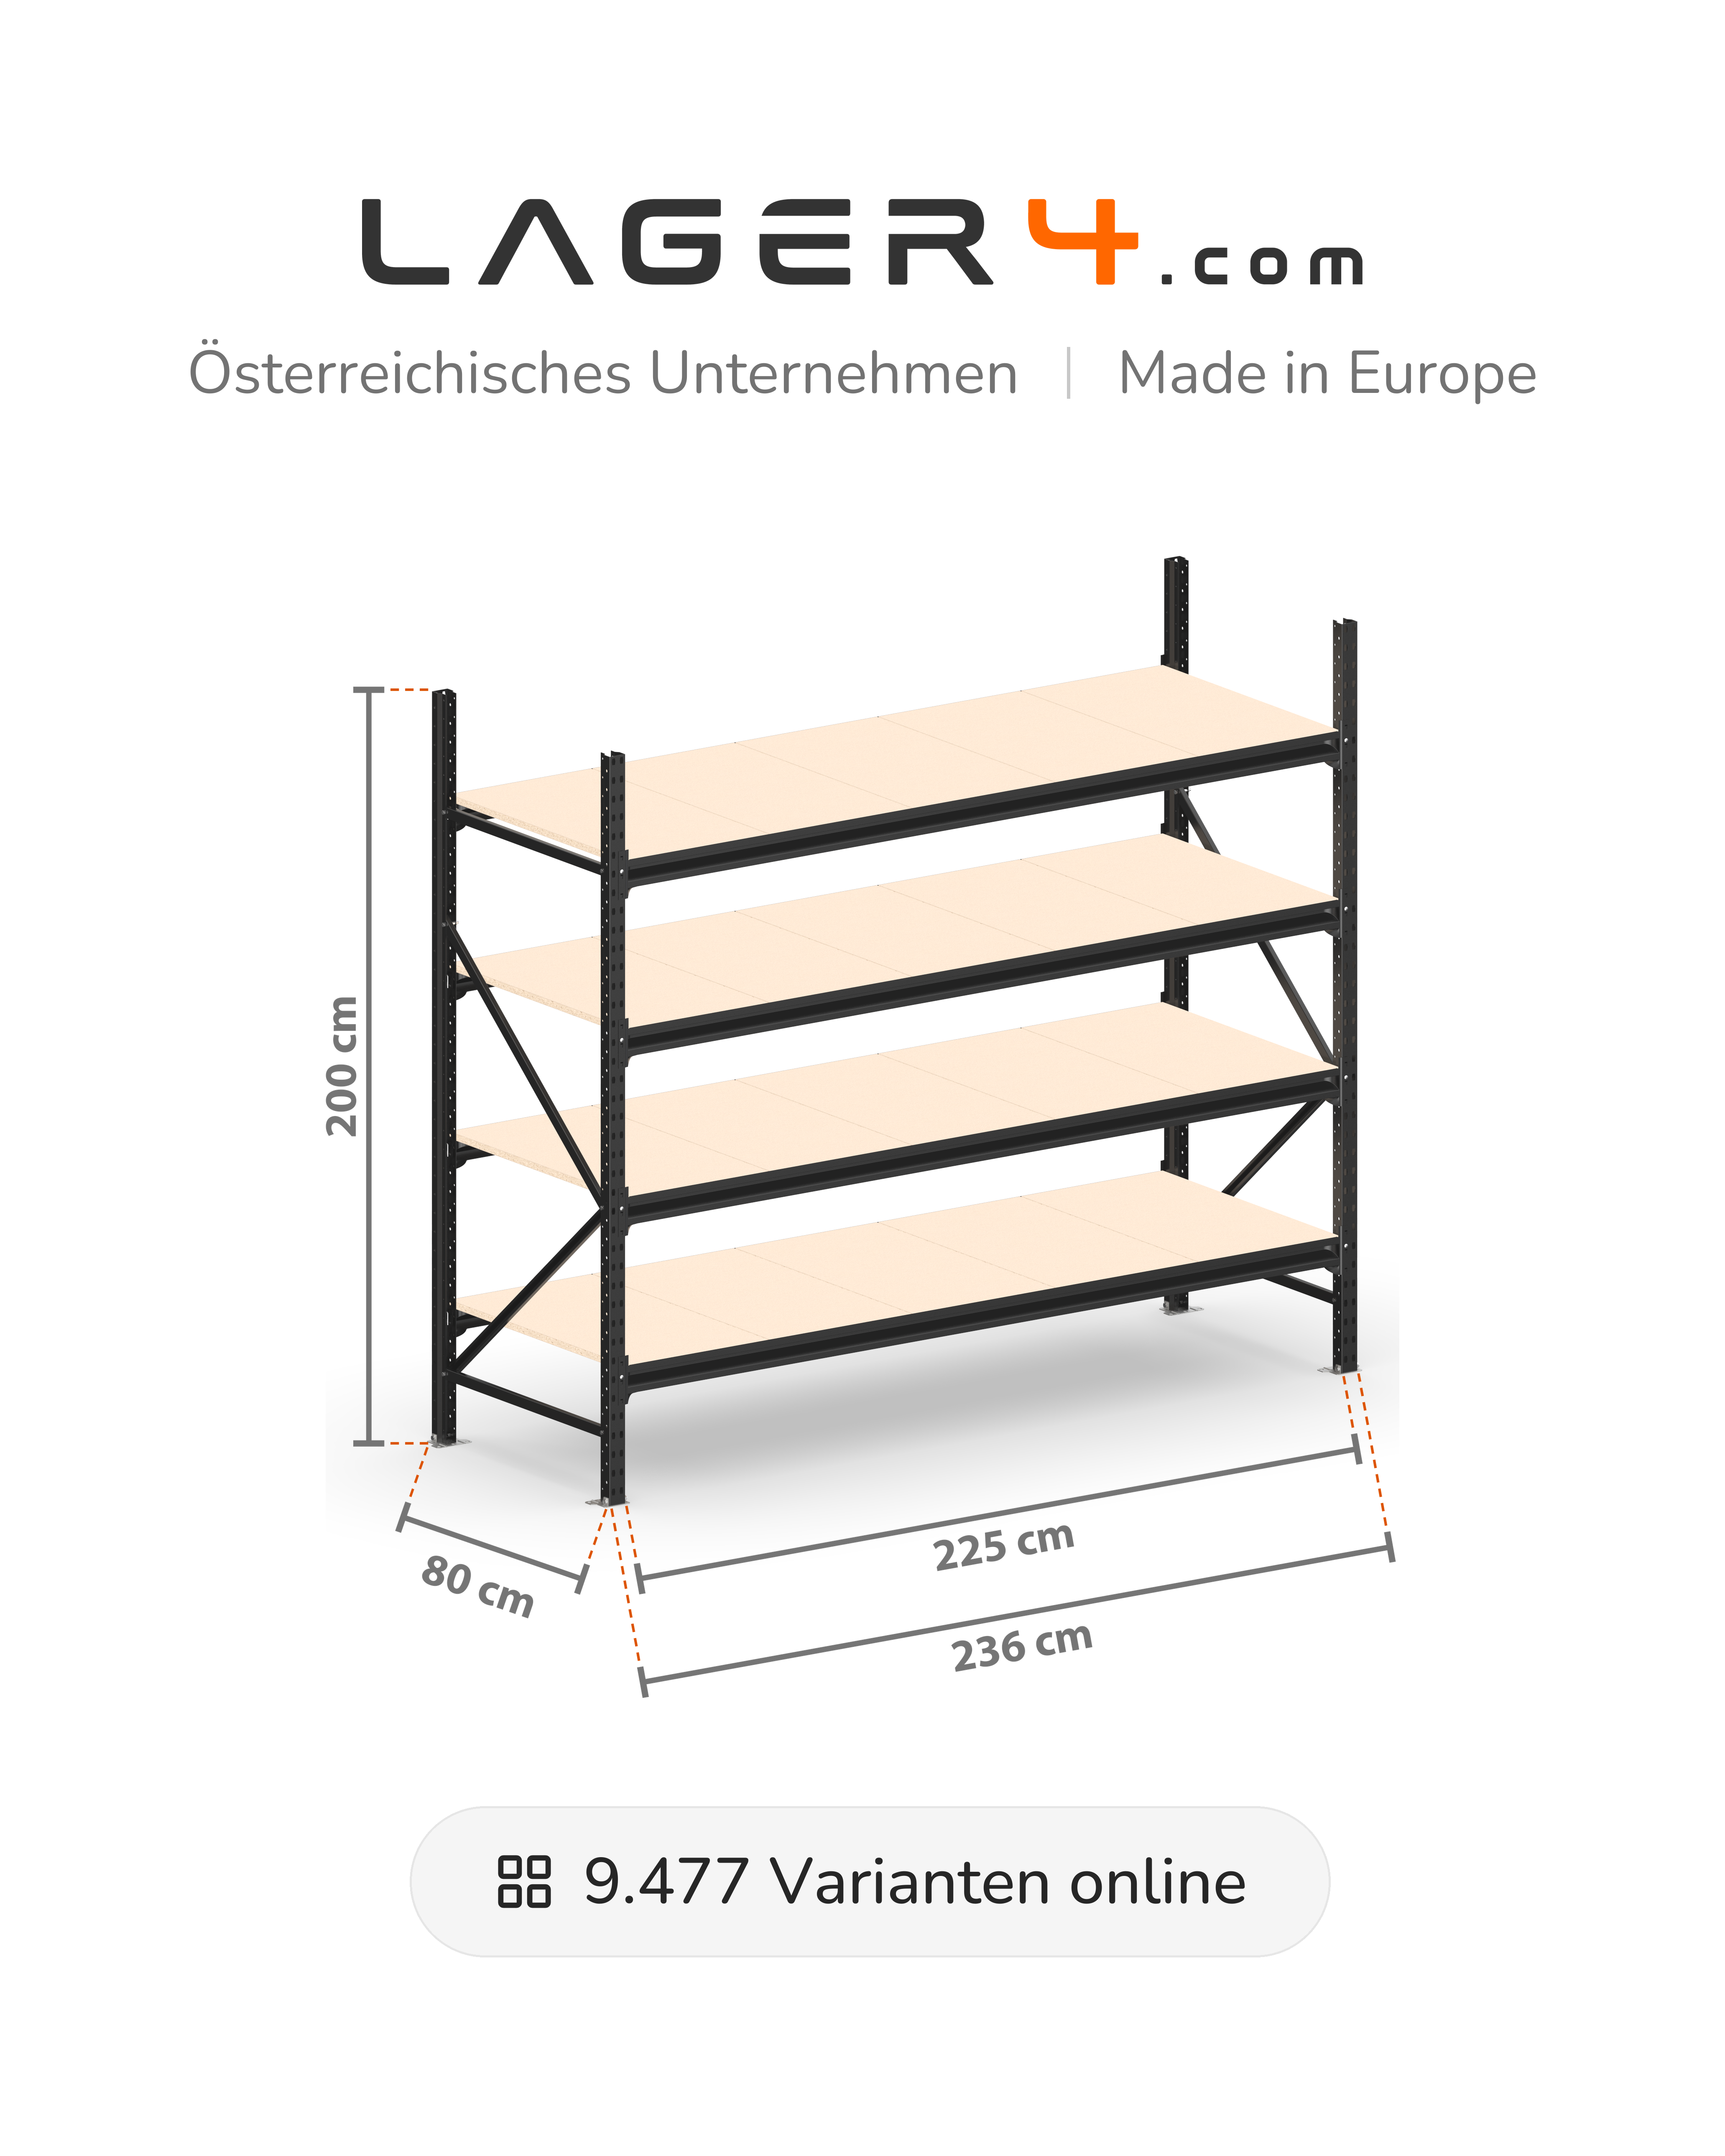 LAGER4.com
Österreichisches Unternehmen | Made in Europe
200 cm
80 cm
225 cm
236 cm
9.477 Varianten online